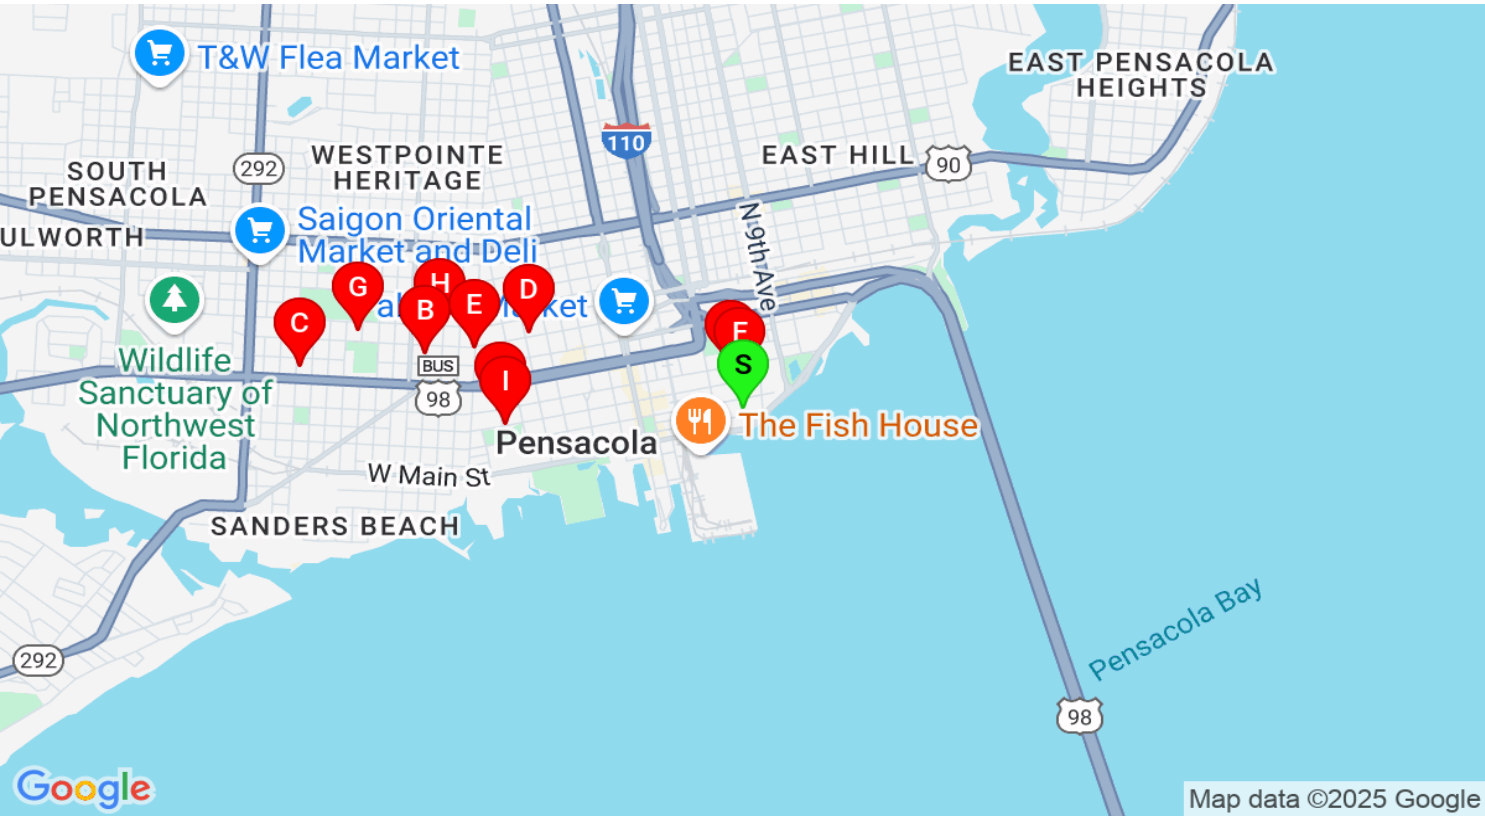 T&W Flea Market
EAST PENSACOLA
HEIGHTS
110
WESTPOINTE
HERITAGE
EAST HILL
90
292
SOUTH
PENSACOLA
Saigon Oriental
Market and Deli
ULWORTH
N 9th Ave
G
H
D
B
E
C
F
S
I
BUS
98
Wildlife
Sanctuary of
Northwest
Florida
The Fish House
Pensacola
W Main St
SANDERS BEACH
Pensacola Bay
292
98
Google
Map data ©2025 Google